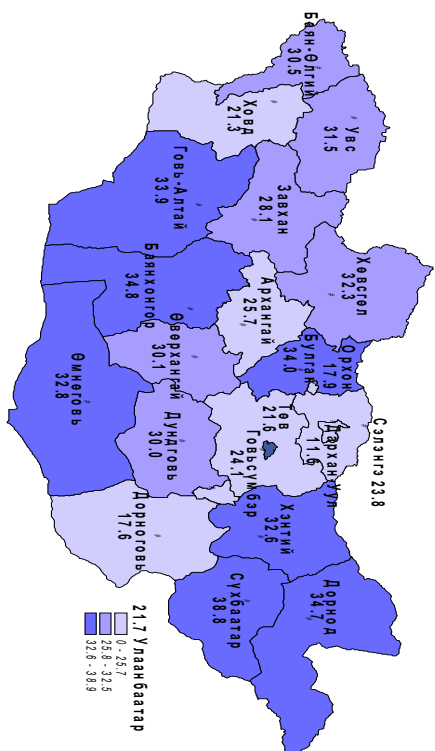 Баян-Өлгий
30.5
Увс
31.5
Ховд
21.3
Завхан
28.1
Говь-Алтай
33.9
Хөвсгөл
32.3
Архангай
25.7
Баянхонгор
34.8
Өверхангай
30.1
Өмнөговь
32.8
Орхон
17.9
Булган
34.0
Сэлэнгэ 23.8
Дархан-Уул
11.6
Төв
21.6
Говьсүмбэр
24.1
Дундговь
30.0
Дорноговь
17.6
Хэнтий
32.6
Дорнод
34.7
Сүхбаатар
38.8
21.7 Улаанбаатар
0 - 25.7
25.8 - 32.5
32.6 - 38.9